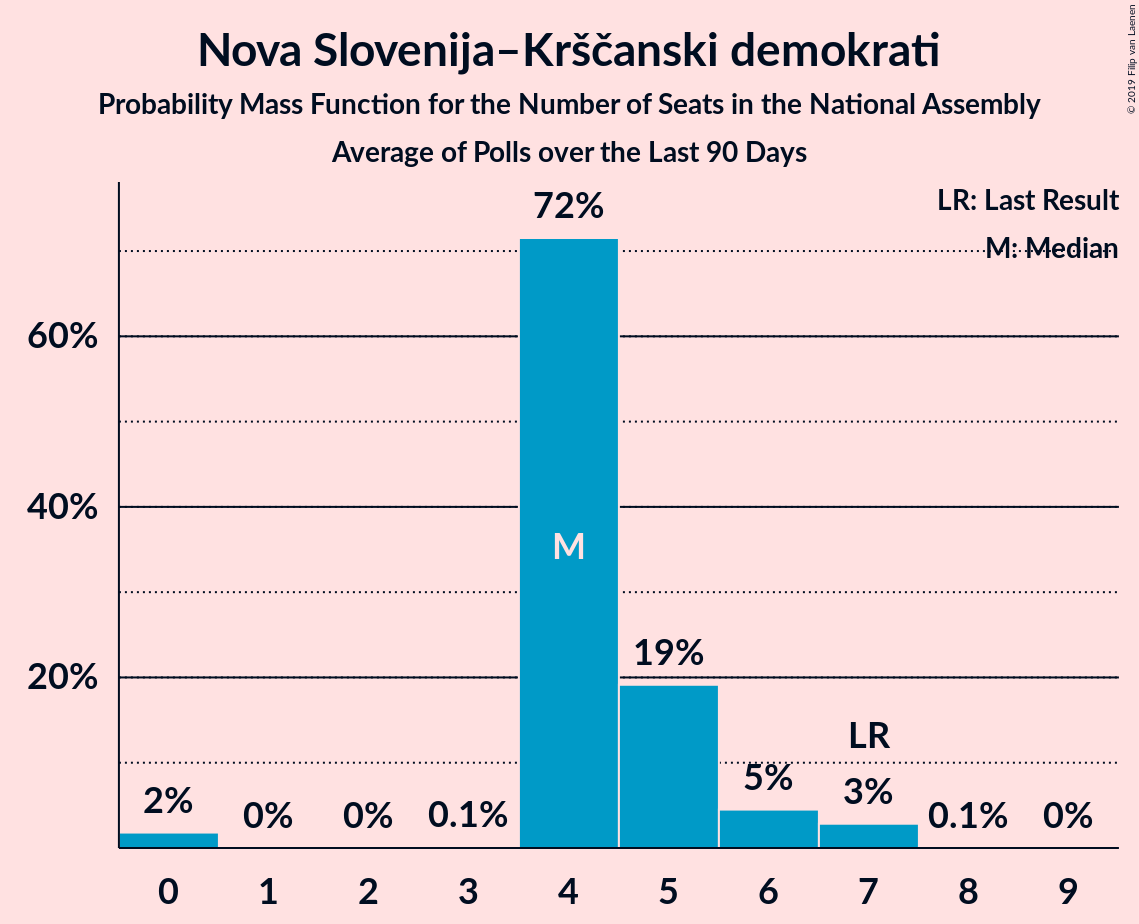 Nova Slovenija–Krščanski demokrati
Probability Mass Function for the Number of Seats in the National Assembly
Average of Polls over the Last 90 Days
© 2019 Filip van Laenen
LR: Last Result
M: Median
72%
60%
40%
M
20%
19%
LR
2%
0%
0%
0.1%
5%
3%
0.1%
0%
0 1 2 3 4 5 6 7 8 9